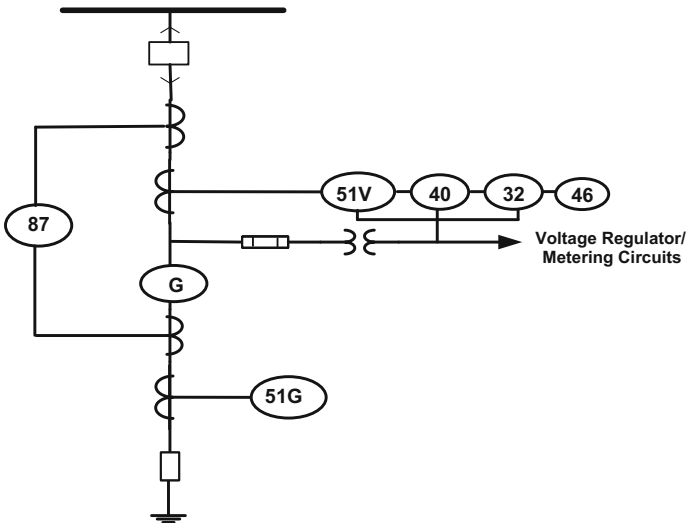 51V
40
32
46
87
Voltage Regulator/
Metering Circuits
G
51G